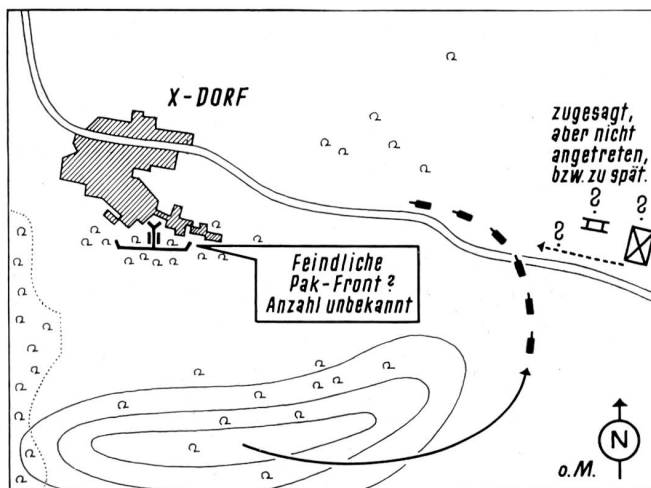 X-DORF
zugesagt,
aber nicht
angetreten,
bzw. zu spät.
?
?
?
Feindliche
Pak-Front?
Anzahl unbekannt
N
o.M.